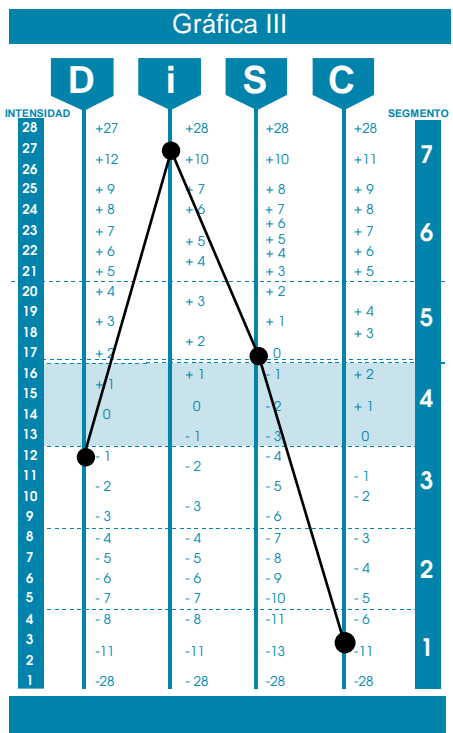 Gráfica III
D i S C
INTENSIDAD SEGMENTO
28 +27 +28 +28 +28
27 7
+12 +10 +10 +11
26
25 + 9 + 7 + 8 + 9
24 + 8 + 6 + 7 + 8
+ 6
23 + 7 + 7 6
+ 5 + 5
22 + 6 + 4 + 6
+ 4
21 + 5 + 3 + 5
20 + 4 + 2
+ 3
19 + 4 5
+ 3 + 1
18 + 3
+ 2
17 + 2 0
16 + 1 - 1 + 2
+ 1
15 4
0 - 2 + 1
14 0
13 - 1 - 3 0
12 - 1 - 4
- 2
11 - 1 3
- 2 - 5
10 - 2
- 3
9 - 3 - 6
8 - 4 - 4 - 7 - 3
7 - 5 - 5 - 8
- 4 2
6 - 6 - 6 - 9
5 - 7 - 7 -10 - 5
4 - 8 - 8 -11 - 6
3 1
-11 -11 -13 -11
2
1 -28 - 28 -28 -28